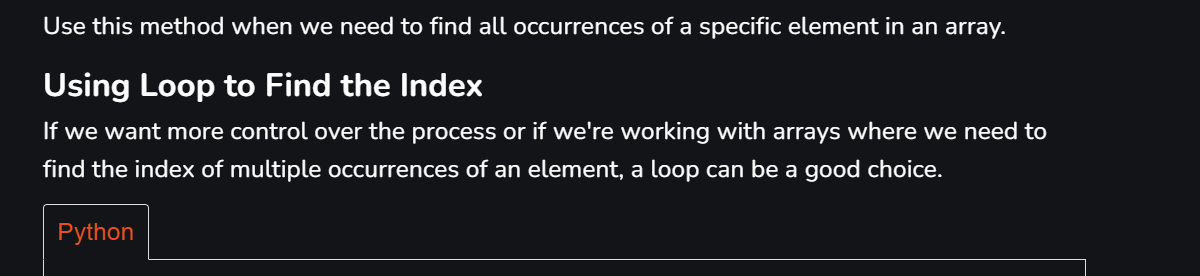 Use this method when we need to find all occurrences of a specific element in an array.
Using Loop to Find the Index
If we want more control over the process or if we're working with arrays where we need to
find the index of multiple occurrences of an element, a loop can be a good choice.
Python